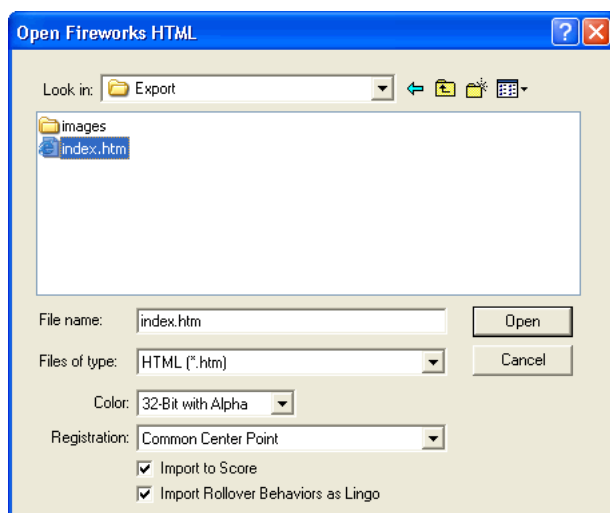 Open Fireworks HTML
Look in: Export
images
index.htm
File name: index.htm Open
Files of type: HTML (*.htm) Cancel
Color: 32-Bit with Alpha
Registration: Common Center Point
Import to Score
Import Rollover Behaviors as Lingo